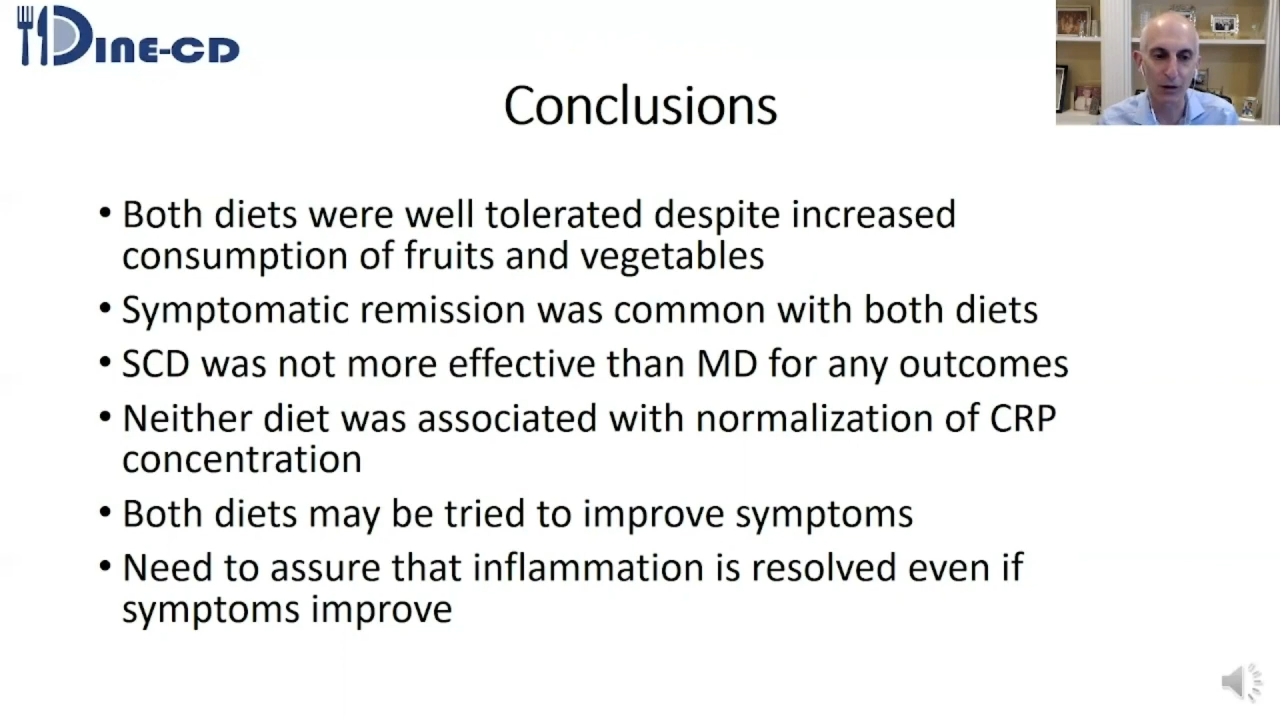 DINE-CD
Conclusions
• Both diets were well tolerated despite increased
consumption of fruits and vegetables
• Symptomatic remission was common with both diets
• SCD was not more effective than MD for any outcomes
• Neither diet was associated with normalization of CRP
concentration
• Both diets may be tried to improve symptoms
• Need to assure that inflammation is resolved even if
symptoms improve